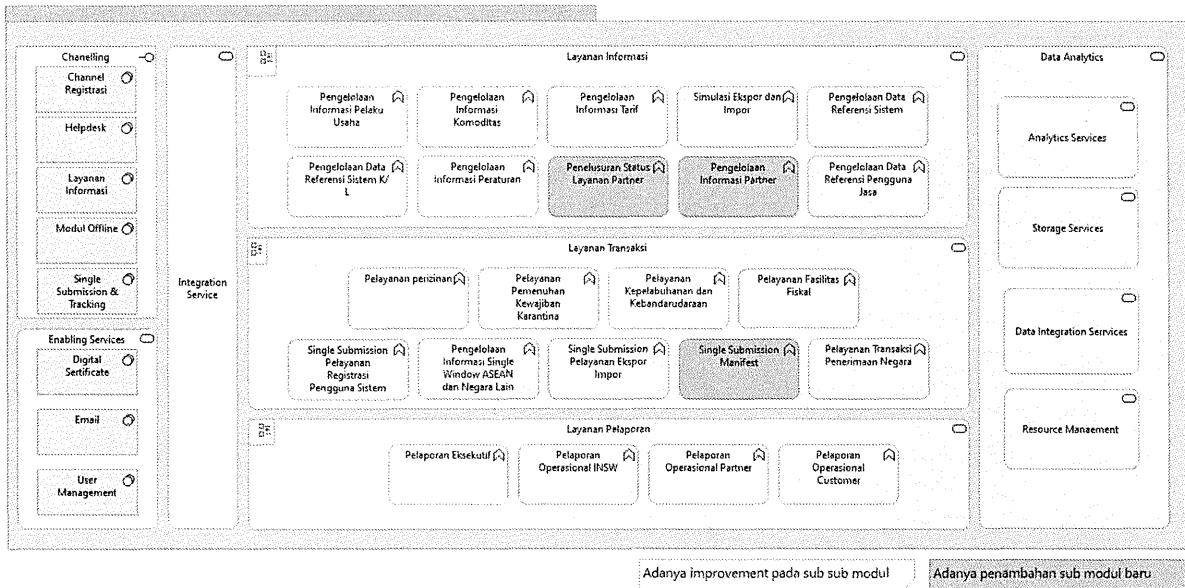 Chanelling
Channel
Registrasi
Helpdesk
Layanan
Informasi
Modul Offline
Single
Submission &
Tracking
Enabling Services
Digital
Sertificate
Email
User
Management
Integration
Service
Layanan Informasi
Pengelolaan
Informasi Pelaku
Usaha
Pengelolaan
Informasi
Komoditas
Pengelolaan
Informasi Tarif
Simulasi Ekspor dan
Impor
Pengelolaan Data
Referensi Sistem
Pengelolaan Data
Referensi Sistem K/
L
Pengelolaan
Informasi Peraturan
Penelusuran Status
Layanan Partner
Pengelolaan
Informasi Partner
Pengelolaan Data
Referensi Pengguna
Jasa
Layanan Transaksi
Pelayanan perizinan
Pelayanan
Pemenuhan
Kewajiban
Karantina
Pelayanan
Kepelabuhanan dan
Kebandarudaraan
Pelayanan Fasilitas
Fiskal
Single Submission
Pelayanan
Registrasi
Pengguna Sistem
Pengelolaan
Informasi Single
Window ASEAN
dan Negara Lain
Single Submission
Pelayanan Ekspor
Impor
Single Submission
Manifest
Pelayanan Transaksi
Penerimaan Negara
Layanan Pelaporan
Pelaporan Eksekutif
Pelaporan
Operasional INSW
Pelaporan
Operasional Partner
Pelaporan
Operasional
Customer
Data Analytics
Analytics Services
Storage Services
Data Integration Serrvices
Resource Manaement
Adanya improvement pada sub sub modul
Adanya penambahan sub modul baru